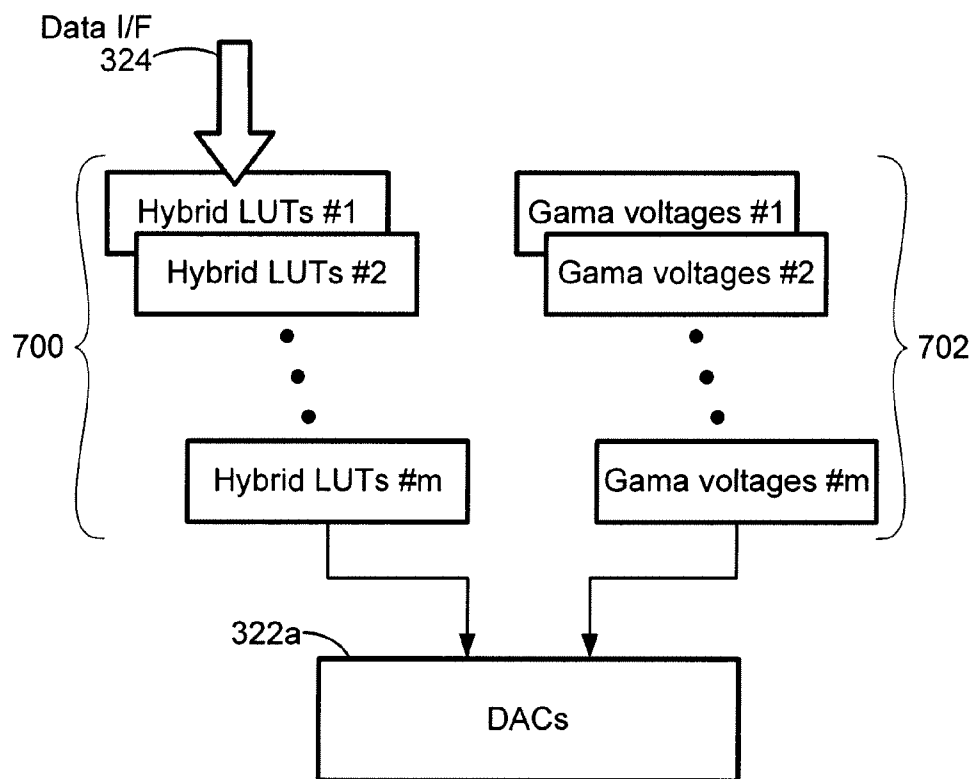 Data I/F
324
Hybrid LUTs #1
Gama voltages #1
Hybrid LUTs #2
Gama voltages #2
700
702
Hybrid LUTs #m
Gama voltages #m
322a
DACs